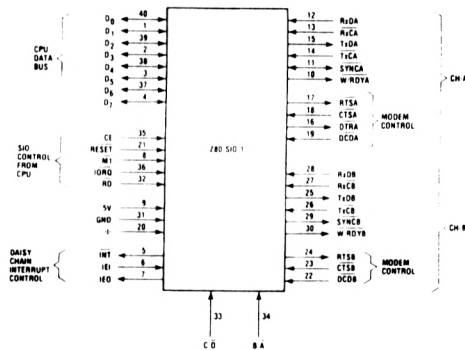 D0 40
D1 1
D2 39
D3 2
D4 38
D5 3
D6 37
D7 4
CPU
DATA
BUS
CE 35
RESET 21
M1 8
IORQ 36
RD 32
SIO
CONTROL
FROM
CPU
5V 9
GND 31
20
INT 5
IEI 6
IEO 7
DAISY
CHAIN
INTERRUPT
CONTROL
Z80 SIO 1
12 RxDA
13 RxCA
15 TxDA
14 TxCA
11 SYNCA
10 W/RDYA
17 RTSA
18 CTSA
16 DTRA
19 DCDA
MODEM
CONTROL
CH-A
28 RxDB
27 RxCB
25 TxDB
26 TxCB
29 SYNCB
30 W/RDYB
24 RTSB
23 CTSB
22 DCDB
MODEM
CONTROL
CH-B
33 34
C D B A